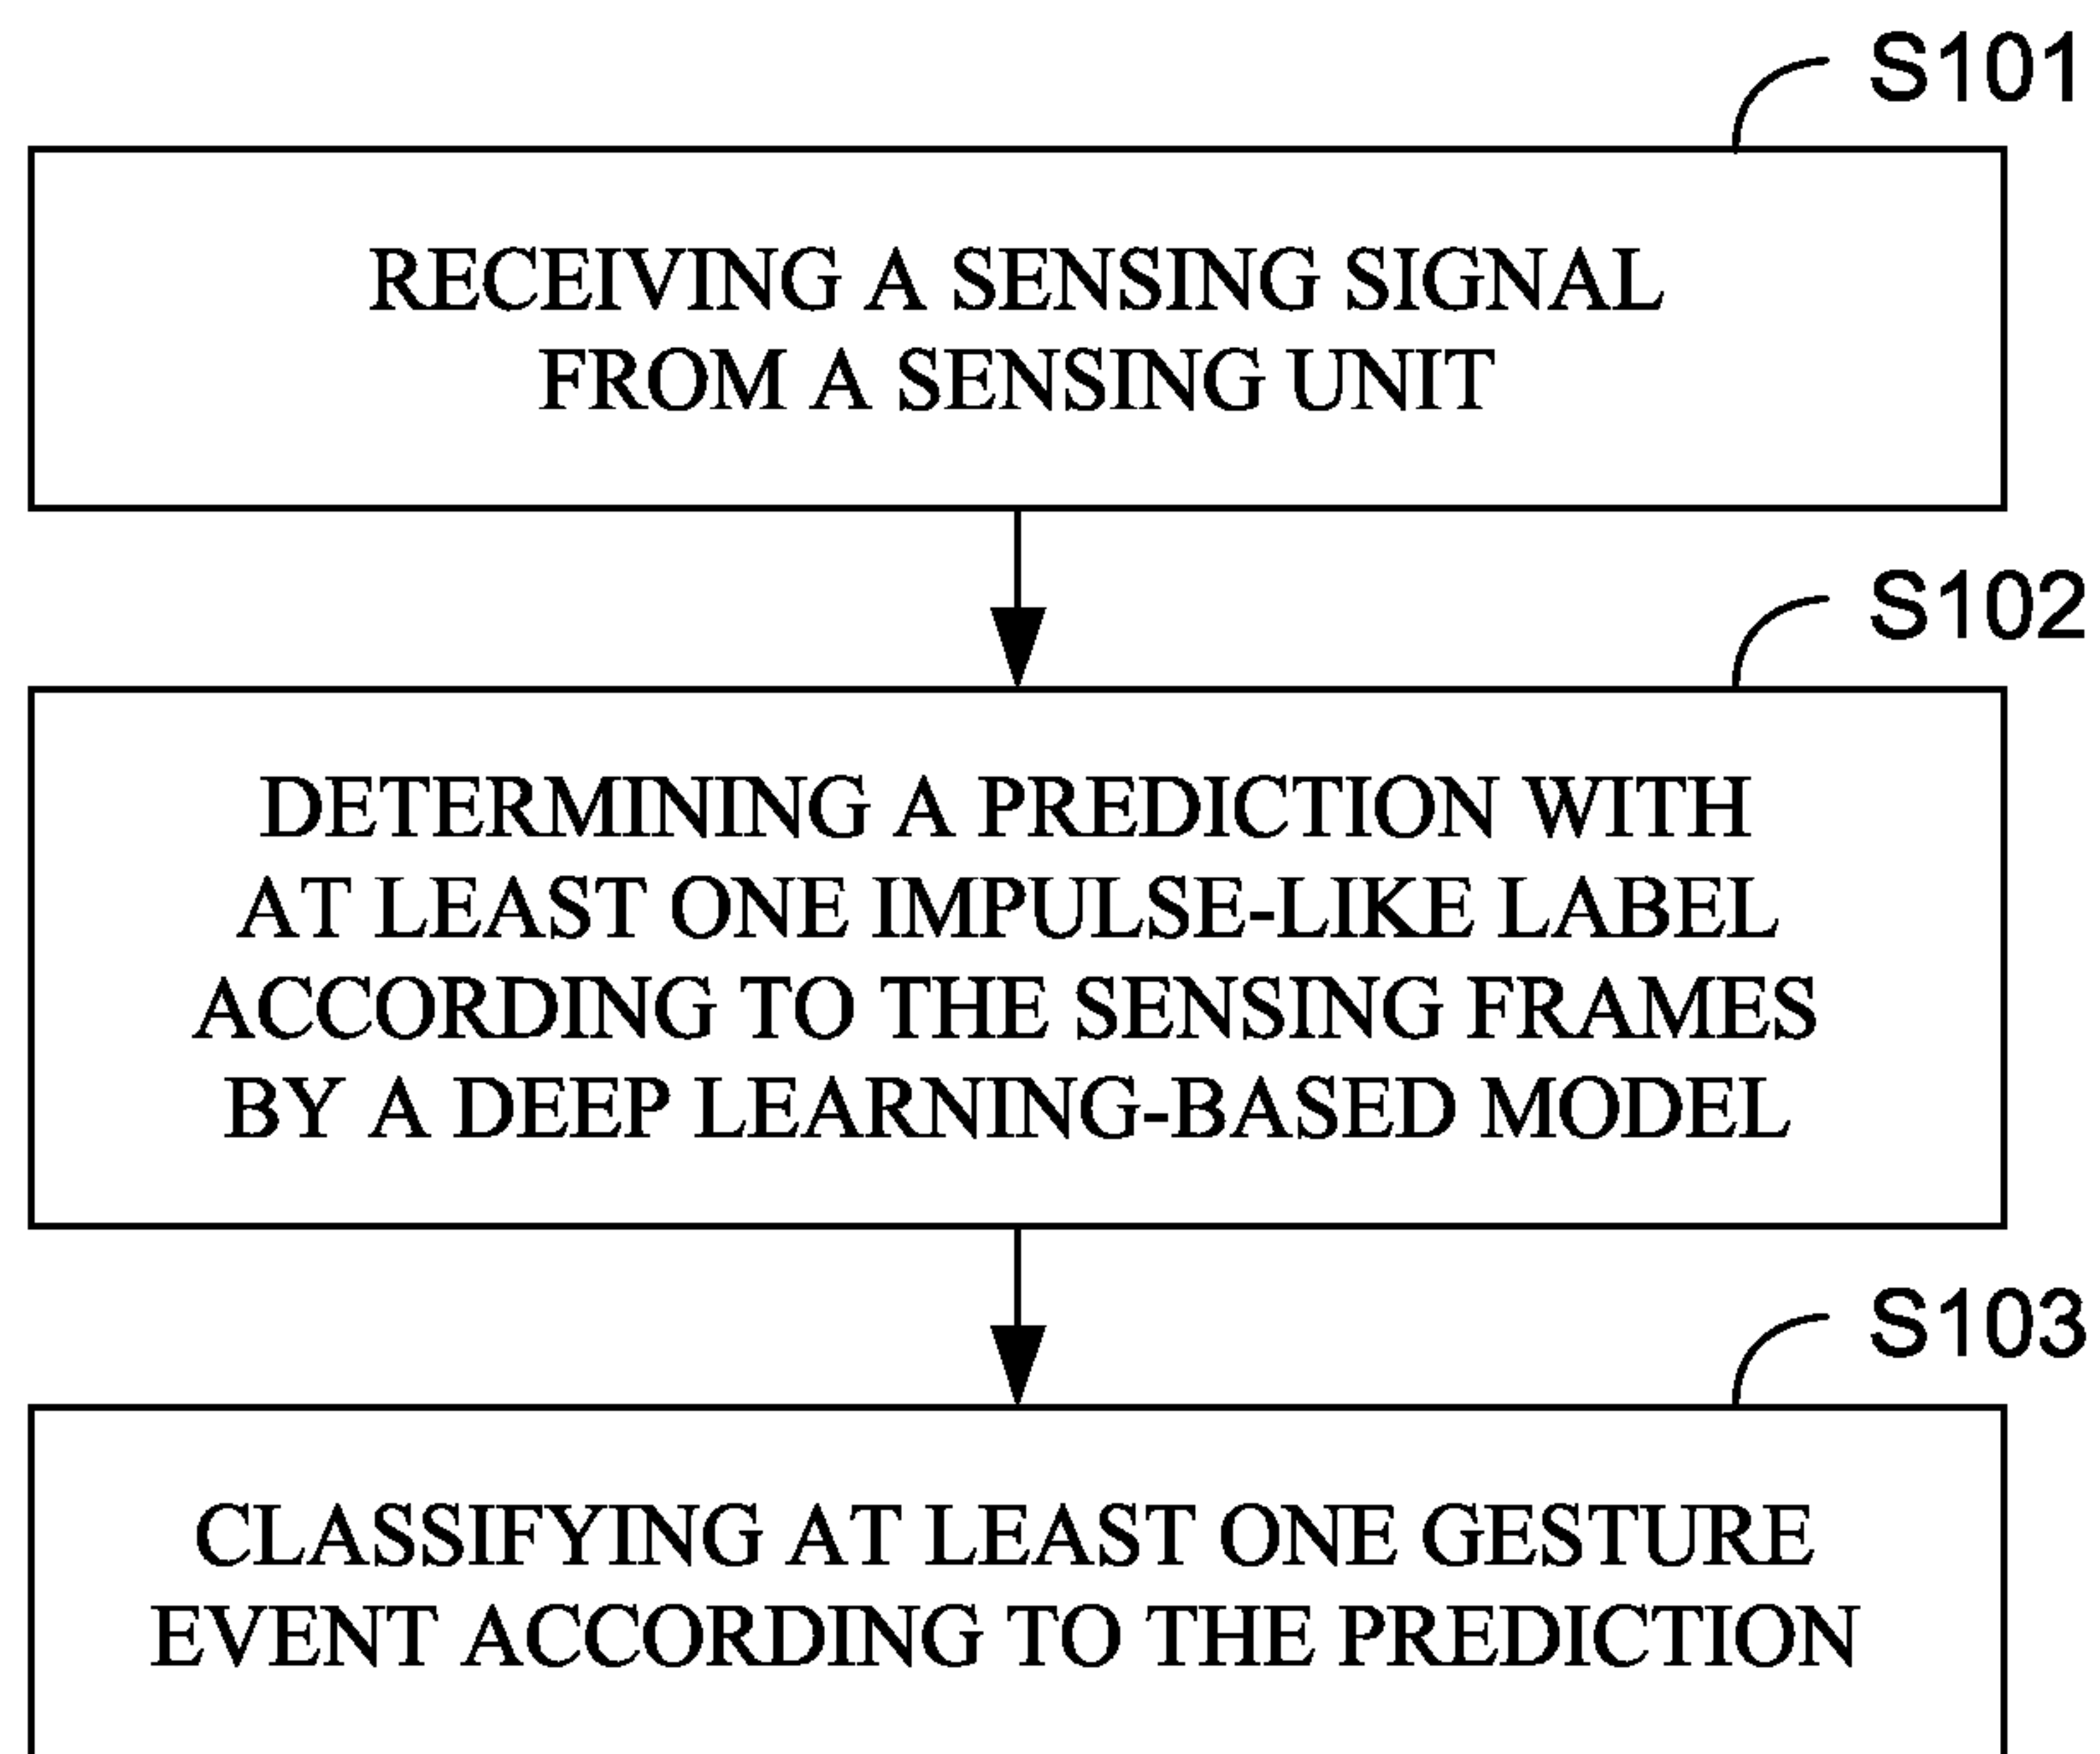 S101
RECEIVING A SENSING SIGNAL
FROM A SENSING UNIT
S102
DETERMINING A PREDICTION WITH
AT LEAST ONE IMPULSE-LIKE LABEL
ACCORDING TO THE SENSING FRAMES
BY A DEEP LEARNING-BASED MODEL
S103
CLASSIFYING AT LEAST ONE GESTURE
EVENT ACCORDING TO THE PREDICTION